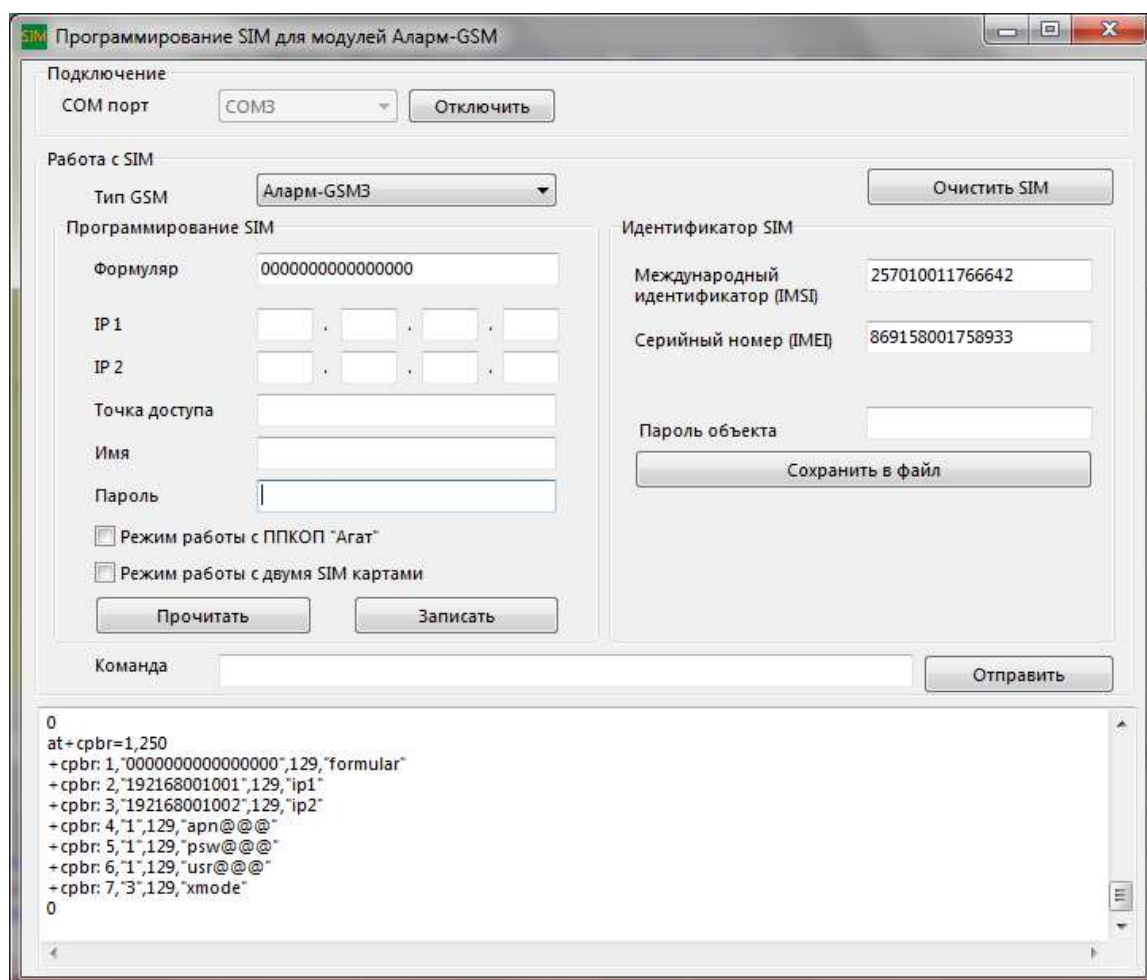 SIM Программирование SIM для модулей Аларм-GSM
Подключение
COM порт COM3 Отключить
Работа с SIM
Тип GSM Аларм-GSM3 Очистить SIM
Программирование SIM
Формуляр 0000000000000000
IP 1 . . .
IP 2 . . .
Точка доступа
Имя
Пароль
Режим работы с ППКОП "Агат"
Режим работы с двумя SIM картами
Прочитать Записать
Идентификатор SIM
Международный
идентификатор (IMSI) 257010011766642
Серийный номер (IMEI) 869158001758933
Пароль объекта
Сохранить в файл
Команда Отправить
0
at+cpbr=1,250
+cpbr: 1,"0000000000000000",129,"formular"
+cpbr: 2,"192168001001",129,"ip1"
+cpbr: 3,"192168001002",129,"ip2"
+cpbr: 4,"1",129,"apn@@@"
+cpbr: 5,"1",129,"psw@@@"
+cpbr: 6,"1",129,"usr@@@"
+cpbr: 7,"3",129,"xmode"
0